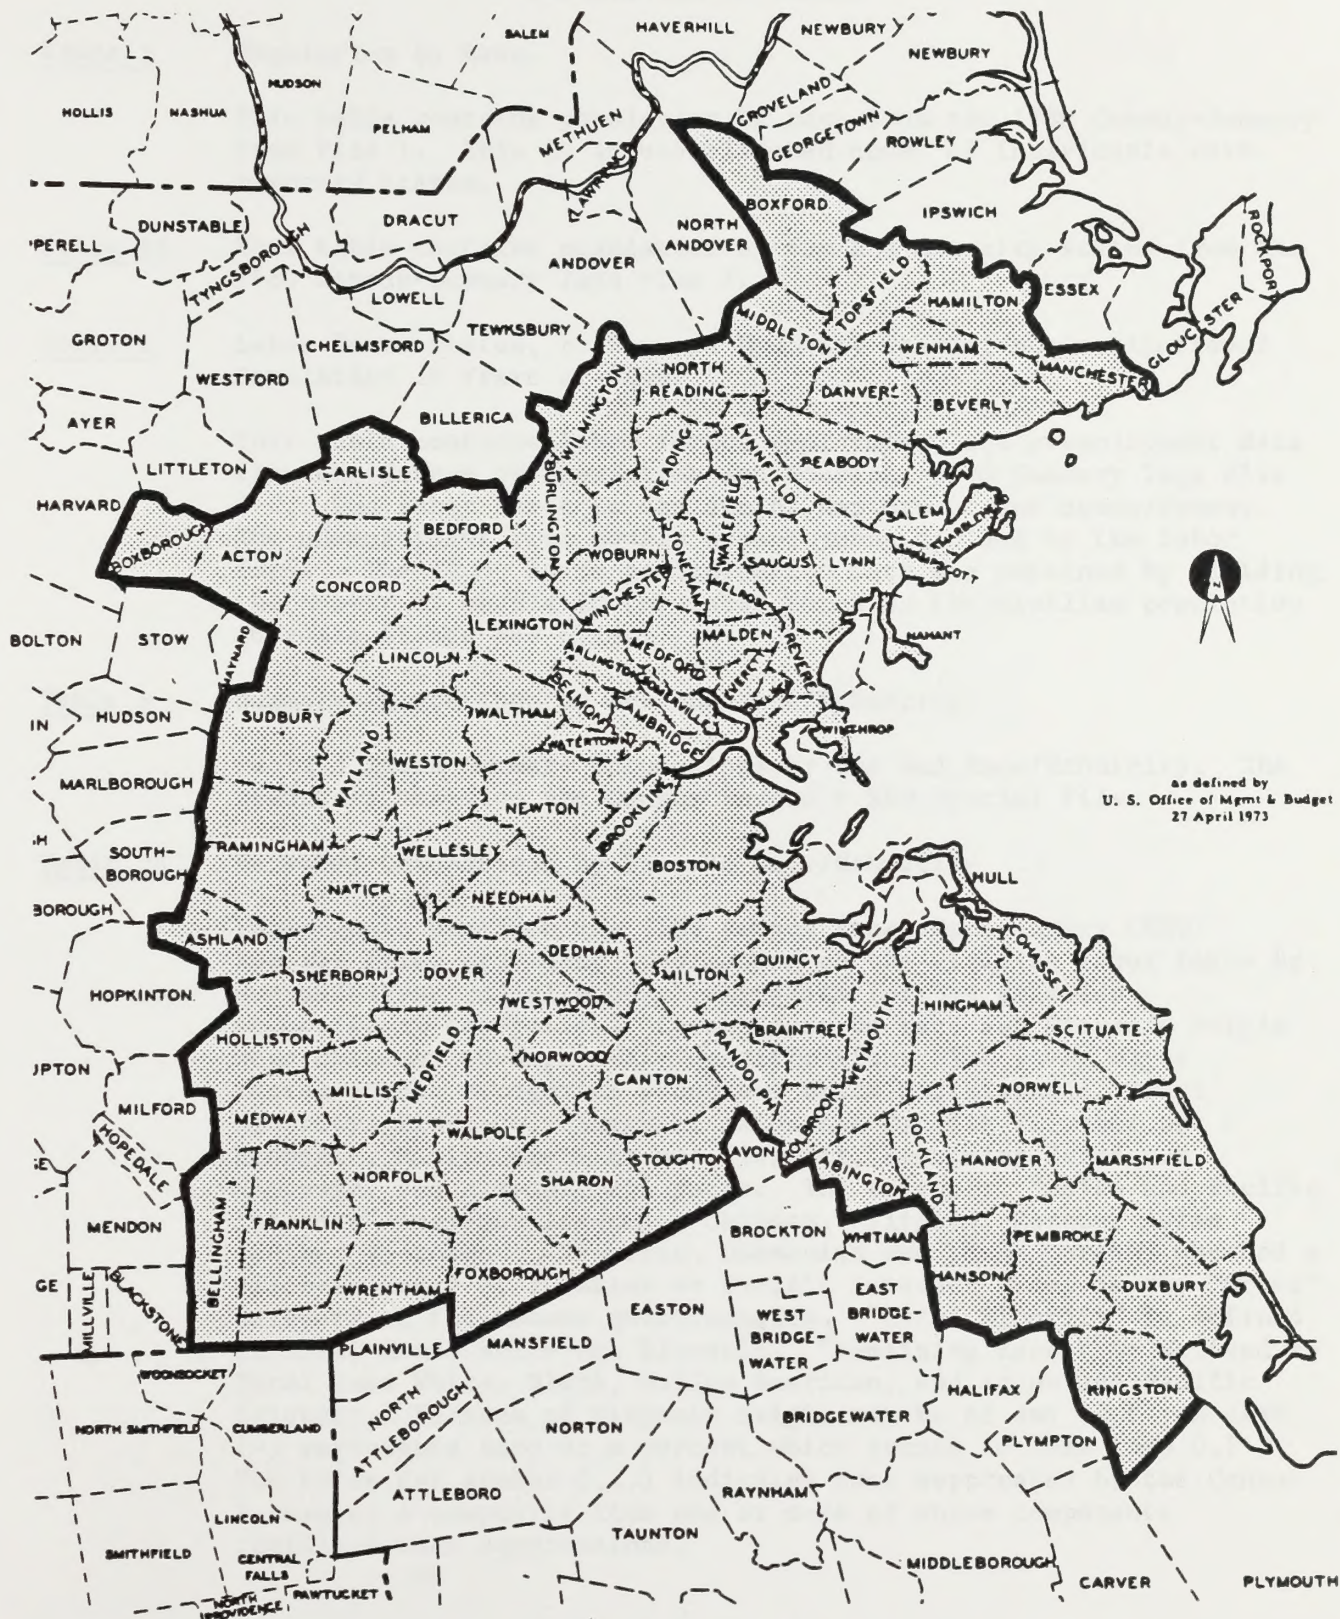 SALEM
HAVERHILL
NEWBURY
NEWBURY
HOLLIS
NASHUA
HUDSON
PELHAM
METHUEN
LAWRENCE
GROVELAND
GEORGETOWN
ROWLEY
DUNSTABLE
PPERELL
TYNGSBOROUGH
DRACUT
LOWELL
ANDOVER
NORTH
ANDOVER
BOXFORD
IPSWICH
ROCKPORT
GROTON
WESTFORD
CHELMSFORD
TEWKSBURY
MIDDLETON
TOPSFIELD
HAMILTON
ESSEX
GLOUCESTER
AYER
LITTLETON
BILLERICA
WILMINGTON
NORTH
READING
DANVERS
WENHAM
MANCHESTER
BEVERLY
HARVARD
CARLISLE
BURLINGTON
READING
LYNNFIELD
PEABODY
SALEM
MARBLEHEAD
BOXBOROUGH
ACTON
BEDFORD
CONCORD
WOBURN
STONEHAM
WAKEFIELD
SAUGUS
LYNN
SWAMPSCOTT
NAHANT
BOLTON
STOW
MAYNARD
LEXINGTON
WINCHESTER
MELROSE
LINCOLN
ARLINGTON
MEDFORD
MALDEN
REVERE
EVERETT
N
IN
HUDSON
SUDBURY
WAYLAND
WALTHAM
BELMONT
SOMERVILLE
CAMBRIDGE
WATERTOWN
WINTHROP
MARLBOROUGH
WESTON
NEWTON
BROOKLINE
as defined by
U. S. Office of Mgmt & Budget
27 April 1973
SOUTH-
BOROUGH
FRAMINGHAM
WELLESLEY
NATICK
NEEDHAM
BOSTON
HULL
BOROUGH
ASHLAND
SHERBORN
DOVER
DEDHAM
MILTON
QUINCY
COHASSET
HOPKINTON
WESTWOOD
HINGHAM
SCITUATE
HOLLISTON
MEDFIELD
NORWOOD
RANDOLPH
BRAINTREE
WEYMOUTH
UPTON
MILLIS
CANTON
NORWELL
MILFORD
MEDWAY
HOPEDALE
WALPOLE
STOUGHTON
AVON
HOLBROOK
ABINGTON
ROCKLAND
HANOVER
MARSHFIELD
NORFOLK
SHARON
MENDON
BELLINGHAM
FRANKLIN
BROCKTON
WHITMAN
PEMBROKE
GE
MILLVILLE
BLACKSTONE
WRENTHAM
FOXBOROUGH
EASTON
WEST
BRIDGE-
WATER
EAST
BRIDGE-
WATER
HANSON
DUXBURY
PLAINVILLE
MANSFIELD
WOONSOCKET
NORTH
ATTLEBOROUGH
NORTON
BRIDGEWATER
HALIFAX
KINGSTON
NORTH SMITHFIELD
CUMBERLAND
PLYMPTON
ATTLEBORO
RAYNHAM
LINCOLN
TAUNTON
SMITHFIELD
CENTRAL
FALLS
MIDDLEBOROUGH
CARVER
PLYMOUTH
NORTH
PROVIDENCE
PAWTUCKET